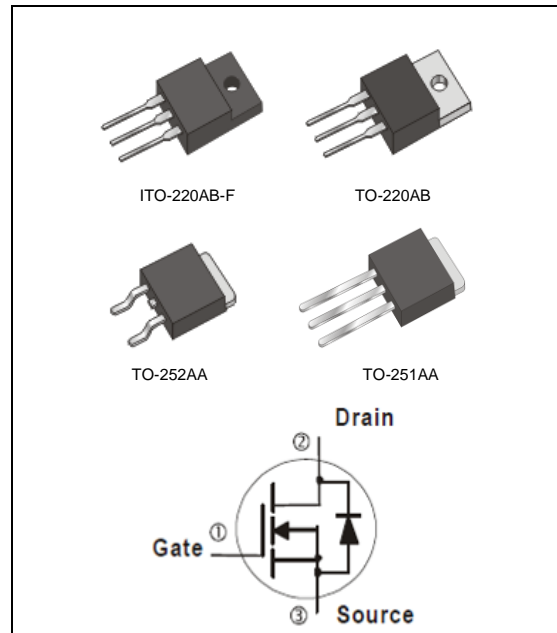 ITO-220AB-F
TO-220AB
TO-252AA
TO-251AA
Drain
②
①
Gate
③
Source